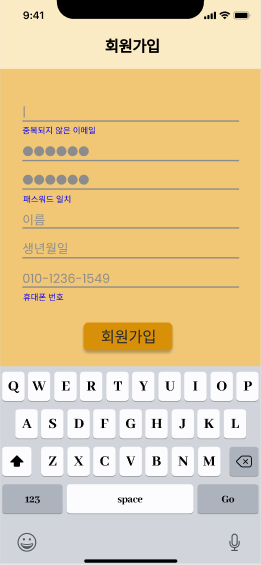 9:41
회원가입
중복되지 않은 이메일
●●●●●●
●●●●●●
패스워드 일치
이름
생년월일
010-1236-1549
휴대폰 번호
회원가입
Q W E R T Y U I O P
A S D F G H J K L
Z X C V B N M
123 space Go